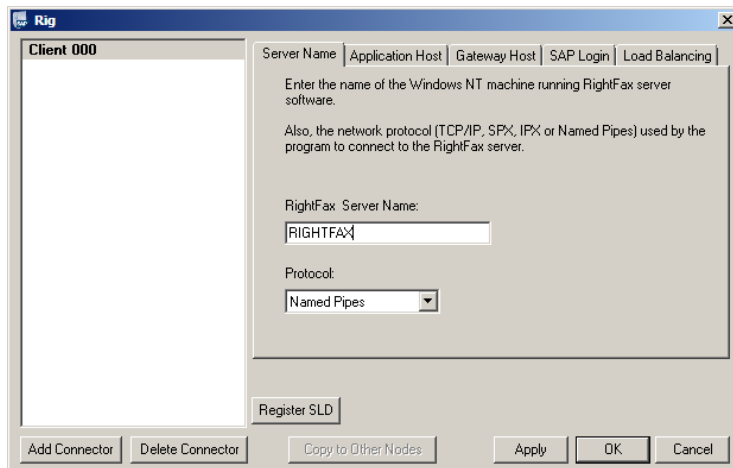 Rig
Client 000
Server Name
Application Host
Gateway Host
SAP Login
Load Balancing
Enter the name of the Windows NT machine running RightFax server
software.
Also, the network protocol (TCP/IP, SPX, IPX or Named Pipes) used by the
program to connect to the RightFax server.
RightFax Server Name:
RIGHTFAX
Protocol:
Named Pipes
Register SLD
Add Connector
Delete Connector
Copy to Other Nodes
Apply
OK
Cancel